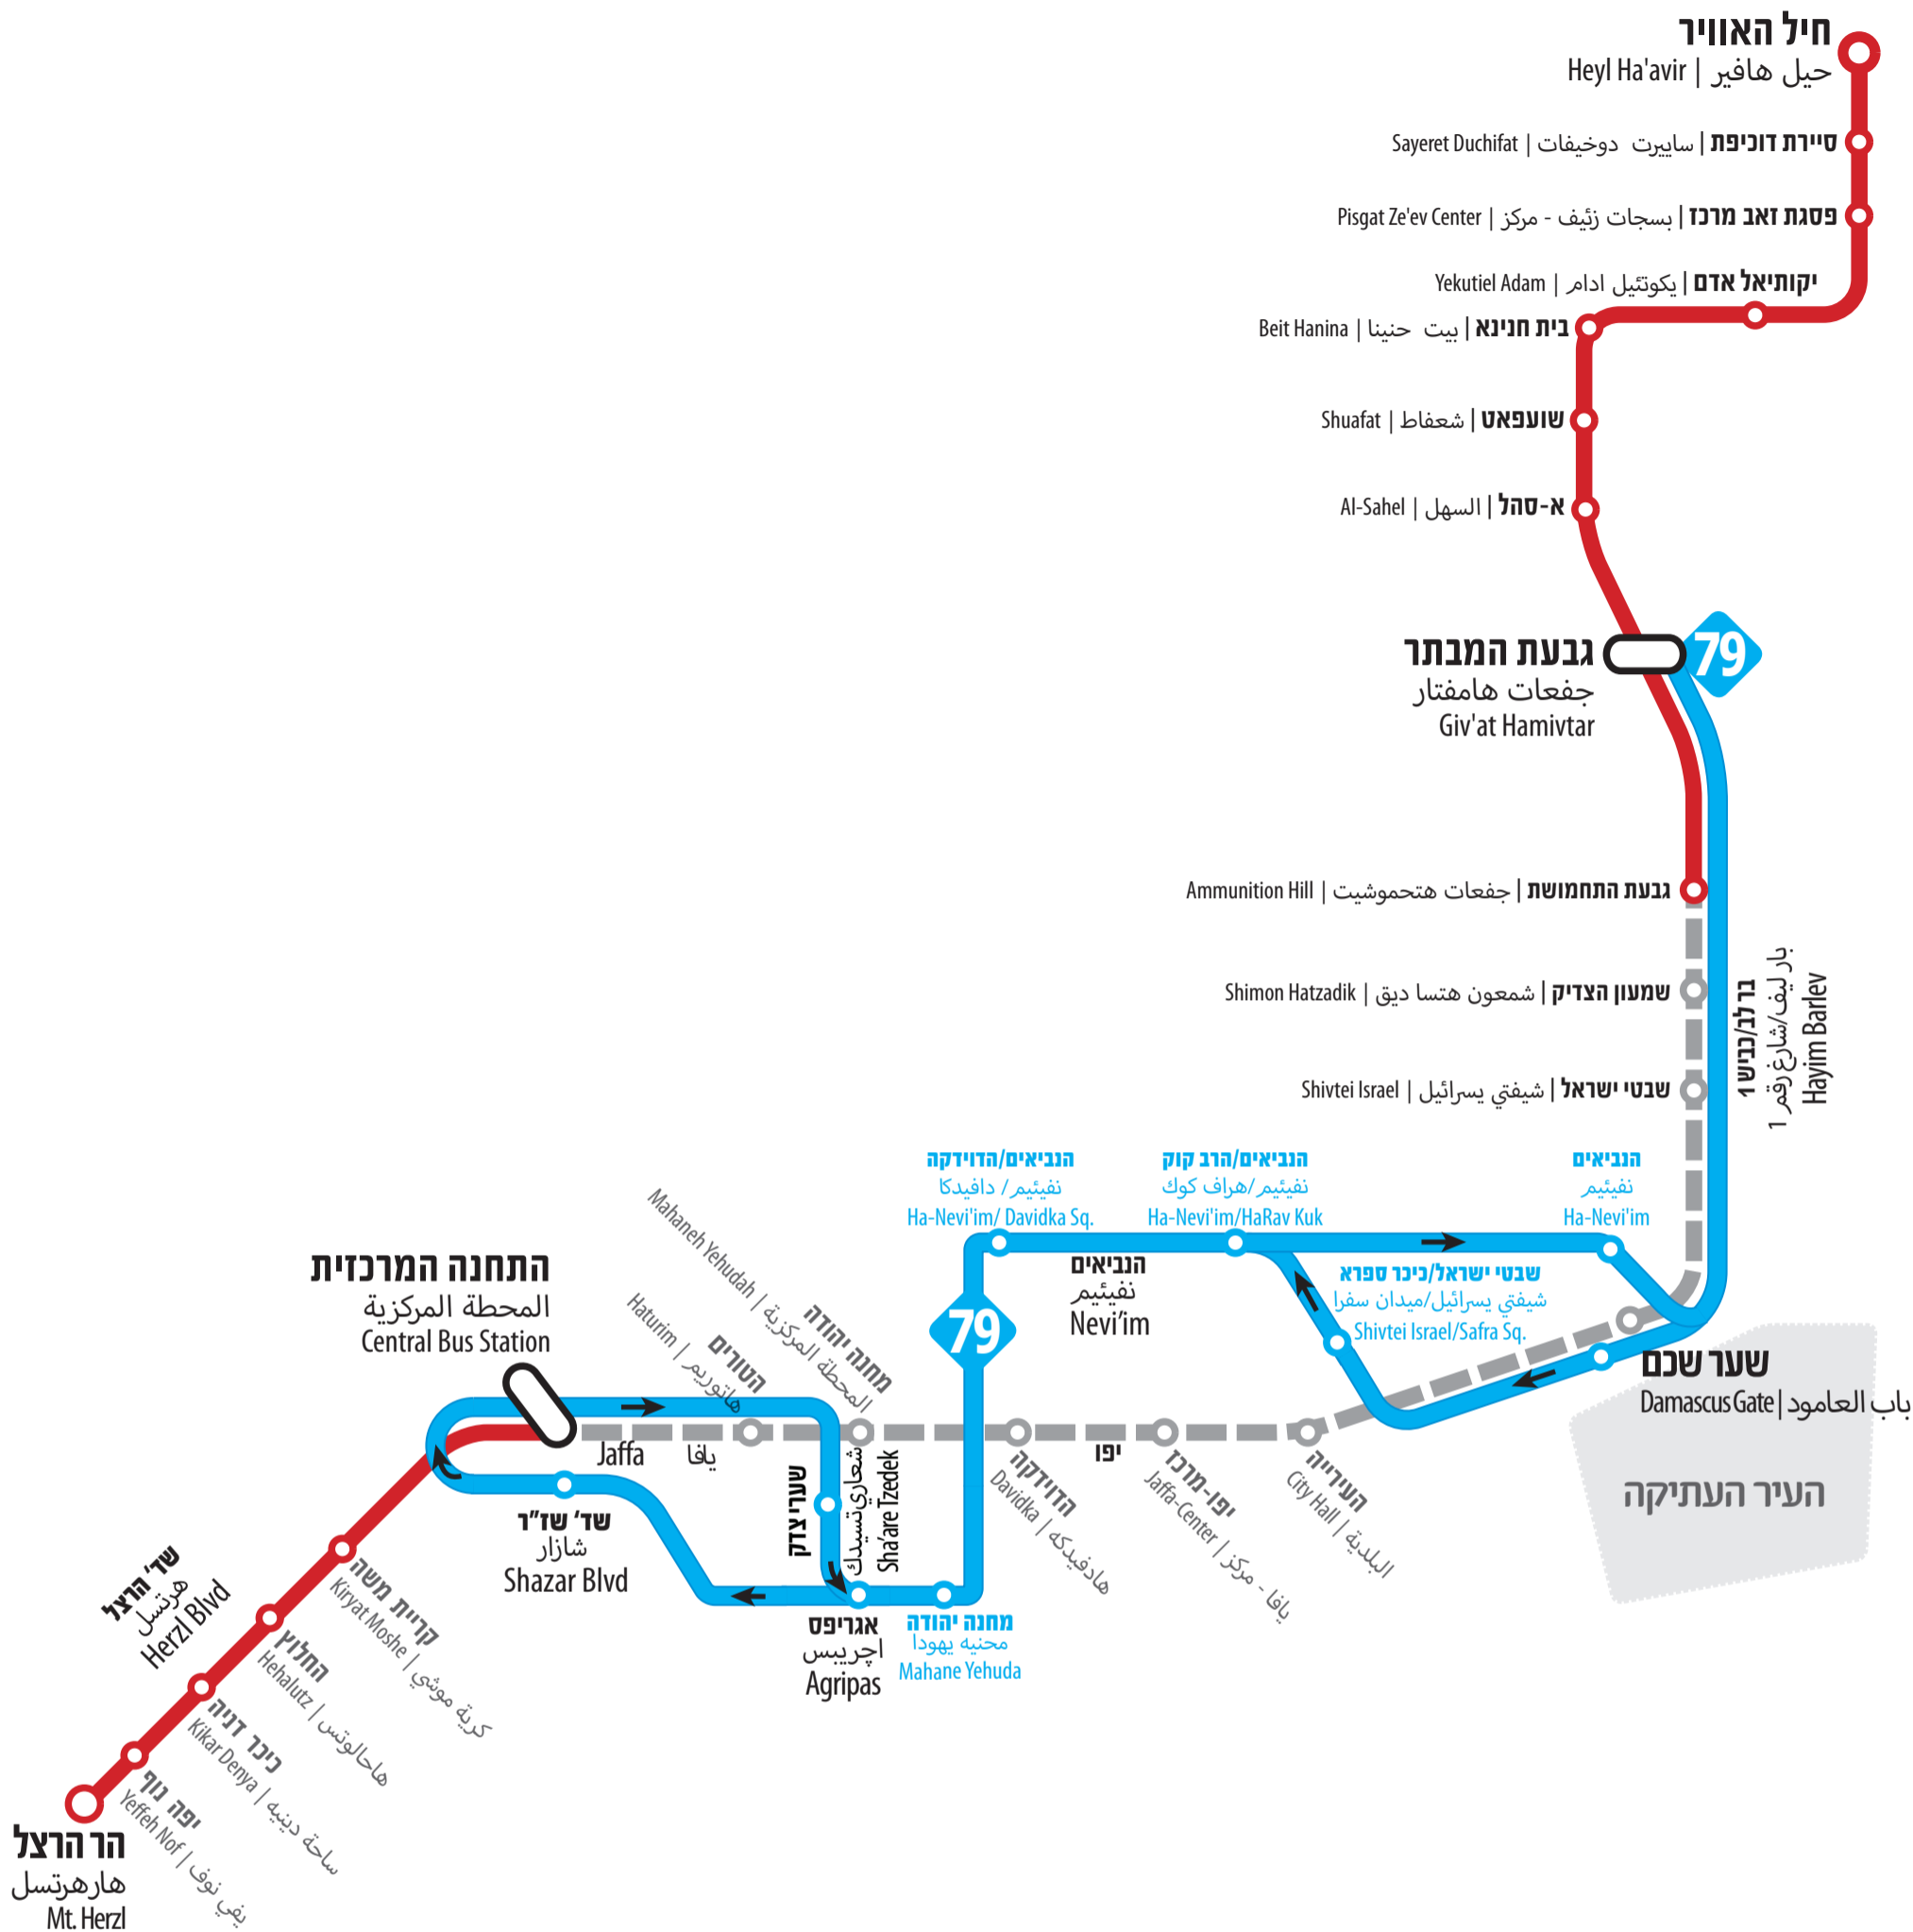 חיל האוויר
Heyl Ha'avir | حيل هافير
סיירת דוכיפת | ساييرت دوخيفات | Sayeret Duchifat
פסגת זאב מרכז | بسجات زئيف - مركز | Pisgat Ze'ev Center
יקותיאל אדם | يكوتئيل ادام | Yekutiel Adam
בית חנינא | بيت حنينا | Beit Hanina
שועפאט | شعفاط | Shuafat
א-סהל | السهل | Al-Sahel
גבעת המבתר
جفعات هامفتار
Giv'at Hamivtar
79
גבעת התחמושת | جفعات هتحموشيت | Ammunition Hill
שמעון הצדיק | شمعون هتسا ديق | Shimon Hatzadik
שבטי ישראל | شيفتي يسرائيل | Shivtei Israel
בר לב/כביש 1
بار ليف/شارع رقم 1
Hayim Barlev
הנביאים/הדוידקה
نفيئيم/ دافيدكا
Ha-Nevi'im/ Davidka Sq.
הנביאים/הרב קוק
نفيئيم/هراف كوك
Ha-Nevi'im/HaRav Kuk
הנביאים
نفيئيم
Ha-Nevi'im
הנביאים
نفيئيم
Nevi'im
שבטי ישראל/כיכר ספרא
شيفتي يسرائيل/ميدان سفرا
Shivtei Israel/Safra Sq.
79
שער שכם
Damascus Gate | باب العامود
העיר העתיקה
התחנה המרכזית
المحطة المركزية
Central Bus Station
הטורים
Haturim | هاتوريم
מחנה יהודה
Mahaneh Yehudah | المحطة المركزية
Jaffa
يافا
יפו
הדוידקה
Davidka | هادفيدكه
יפו-מרכז
Jaffa-Center | يافا - مركز
העירייה
City Hall | البلدية
שערי צדק
شعاري تسيدك
Sha'are Tzedek
שד' שז"ר
شازار
Shazar Blvd
אגריפס
اچريبس
Agripas
מחנה יהודה
محنيه يهودا
Mahane Yehuda
שד' הרצל
هرتسل
Herzl Blvd
קריית משה
Kiryat Moshe | كرية موشي
החלוץ
Hehalutz | هاحالوتس
כיכר דניה
Kikar Denya | ساحة دينيه
יפה נוף
Yeffeh Nof | يفي نوف
הר הרצל
هارهرتسل
Mt. Herzl